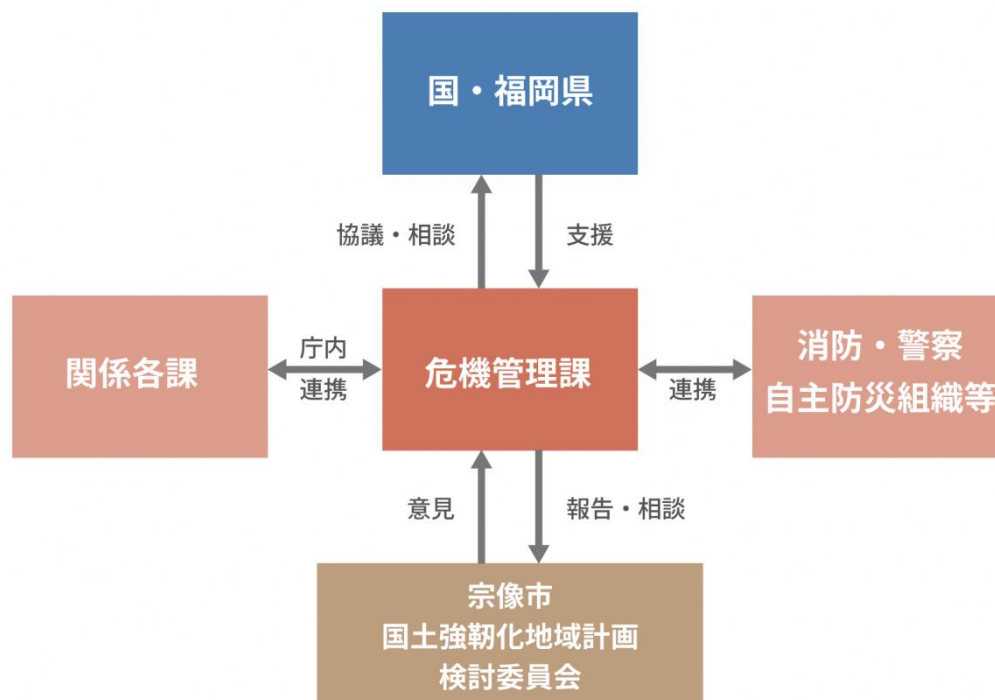 国・福岡県
協議・相談
支援
関係各課
庁内
連携
危機管理課
連携
消防・警察
自主防災組織等
意見
報告・相談
宗像市
国土強靭化地域計画
検討委員会